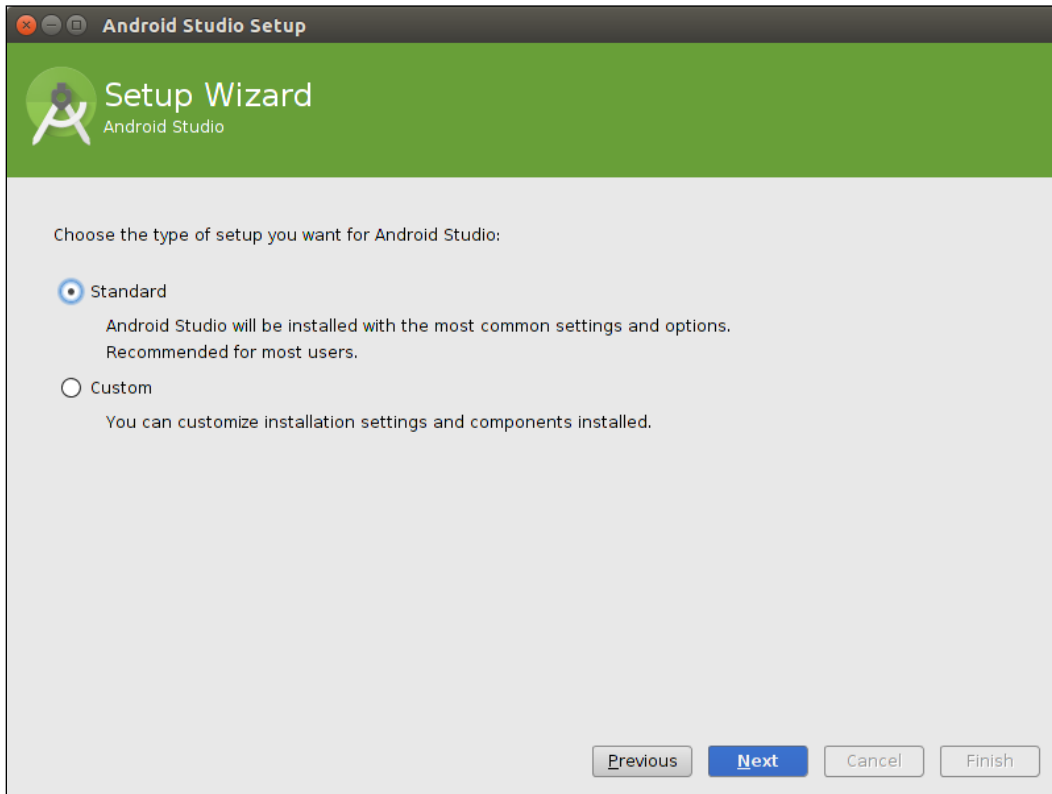 Android Studio Setup
Setup Wizard
Android Studio
Choose the type of setup you want for Android Studio:
Standard
Android Studio will be installed with the most common settings and options.
Recommended for most users.
Custom
You can customize installation settings and components installed.
Previous Next Cancel Finish